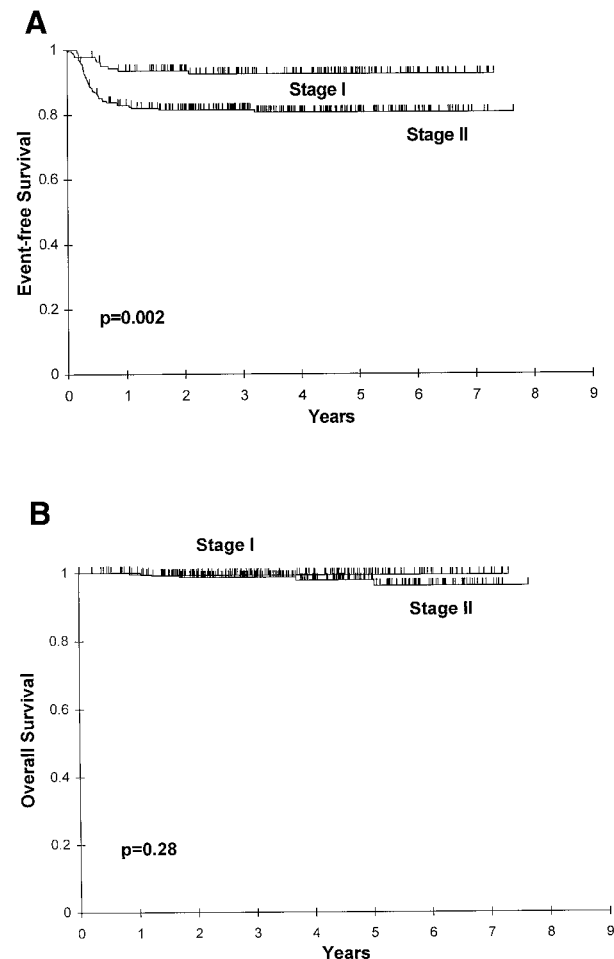 A
1
Stage I
0.8
Stage II
0.6
Event-free Survival
0.4
0.2
p=0.002
0
0 1 2 3 4 5 6 7 8 9
Years
B
Stage I
1
Stage II
0.8
0.6
Overall Survival
0.4
0.2
p=0.28
0
0 1 2 3 4 5 6 7 8 9
Years